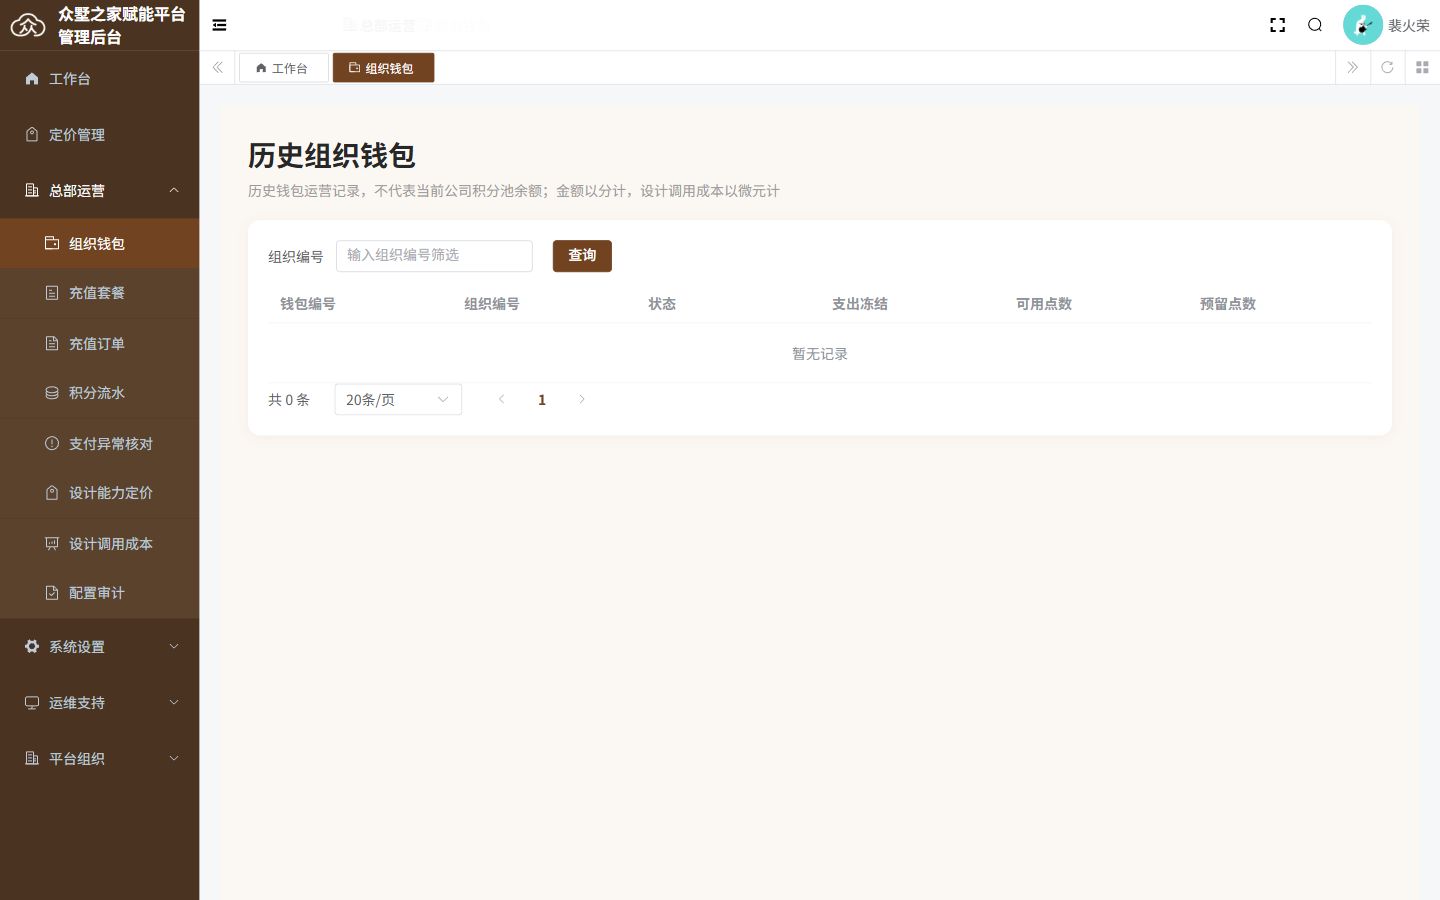 众墅之家赋能平台
管理后台
总部运营
裴火荣
工作台
组织钱包
工作台
定价管理
总部运营
组织钱包
充值套餐
充值订单
积分流水
支付异常核对
设计能力定价
设计调用成本
配置审计
系统设置
运维支持
平台组织
历史组织钱包
历史钱包运营记录，不代表当前公司积分池余额；金额以分计，设计调用成本以微元计
组织编号 输入组织编号筛选 查询
钱包编号 组织编号 状态 支出冻结 可用点数 预留点数
暂无记录
共 0 条 20条/页 1